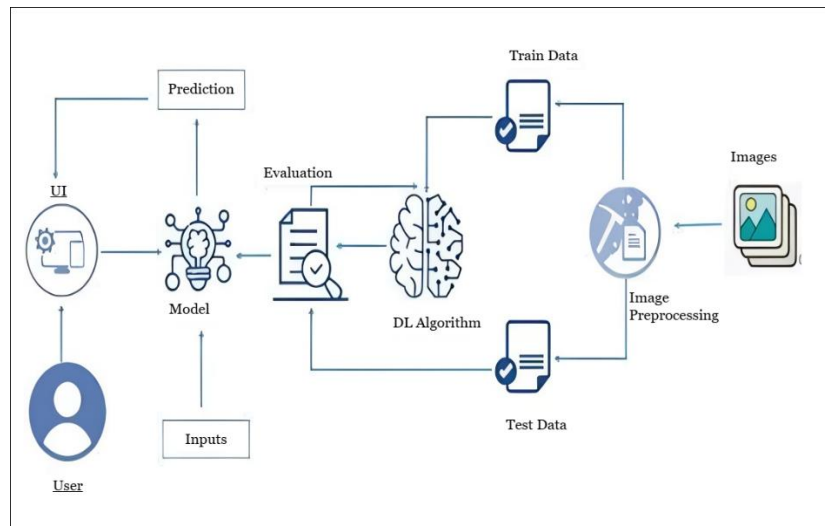 Train Data
Prediction
Images
Evaluation
UI
Model
DL Algorithm
Image
Preprocessing
Inputs
Test Data
User